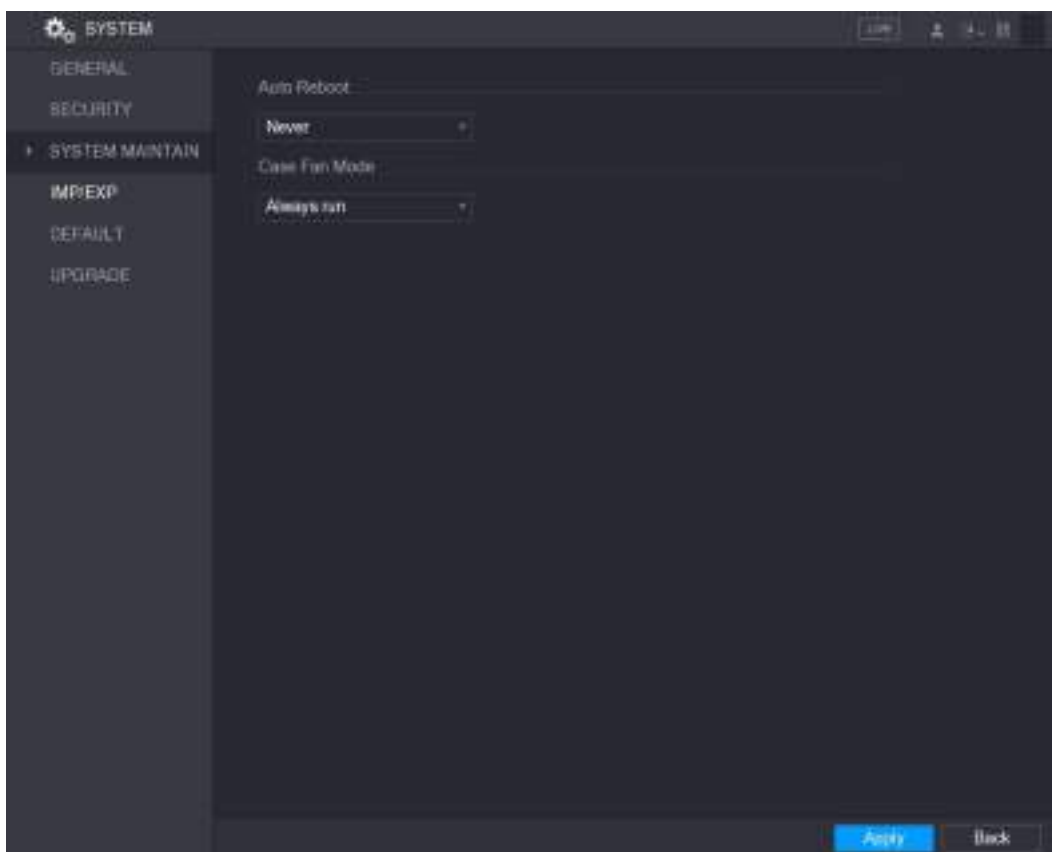 SYSTEM
LIVE
GENERAL
SECURITY
SYSTEM MAINTAIN
IMP/EXP
DEFAULT
UPGRADE
Auto Reboot
Never
Case Fan Mode
Always run
Apply
Back